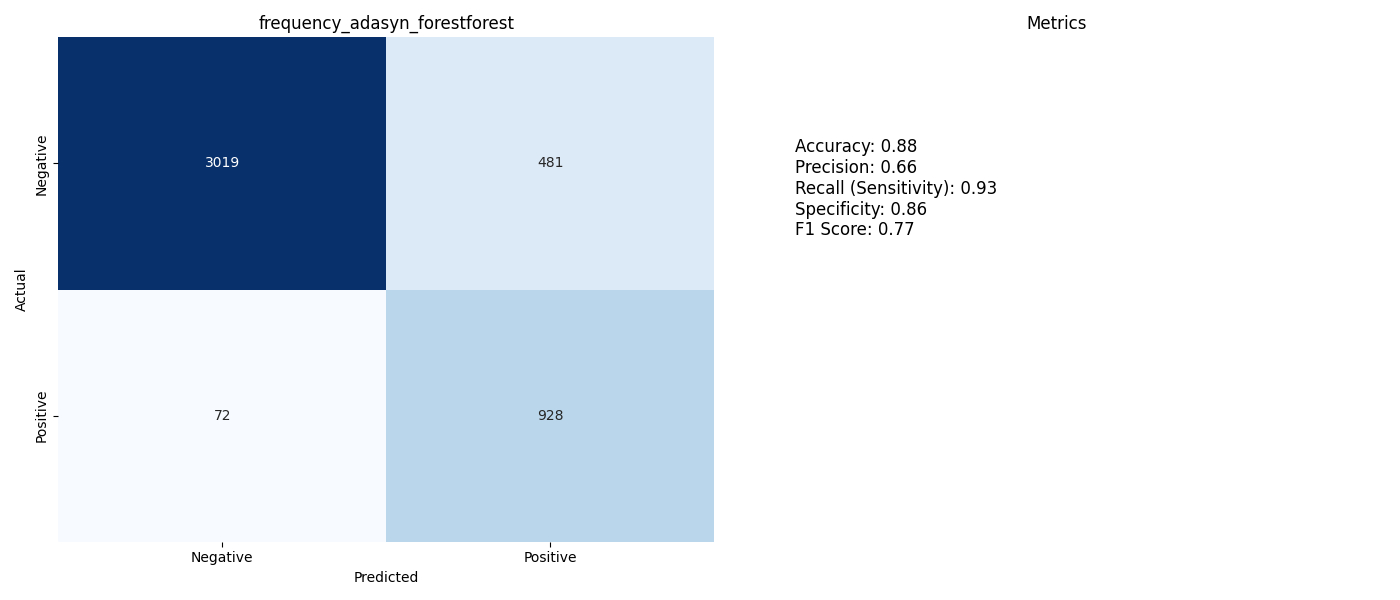 frequency_adasyn_forestforest
Metrics
Negative
3019
481
Accuracy: 0.88
Precision: 0.66
Recall (Sensitivity): 0.93
Specificity: 0.86
F1 Score: 0.77
Actual
Positive
72
928
Negative
Positive
Predicted